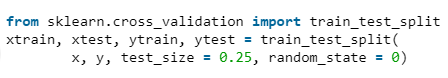 from sklearn.cross_validation import train_test_split
xtrain, xtest, ytrain, ytest = train_test_split(
x, y, test_size = 0.25, random_state = 0)